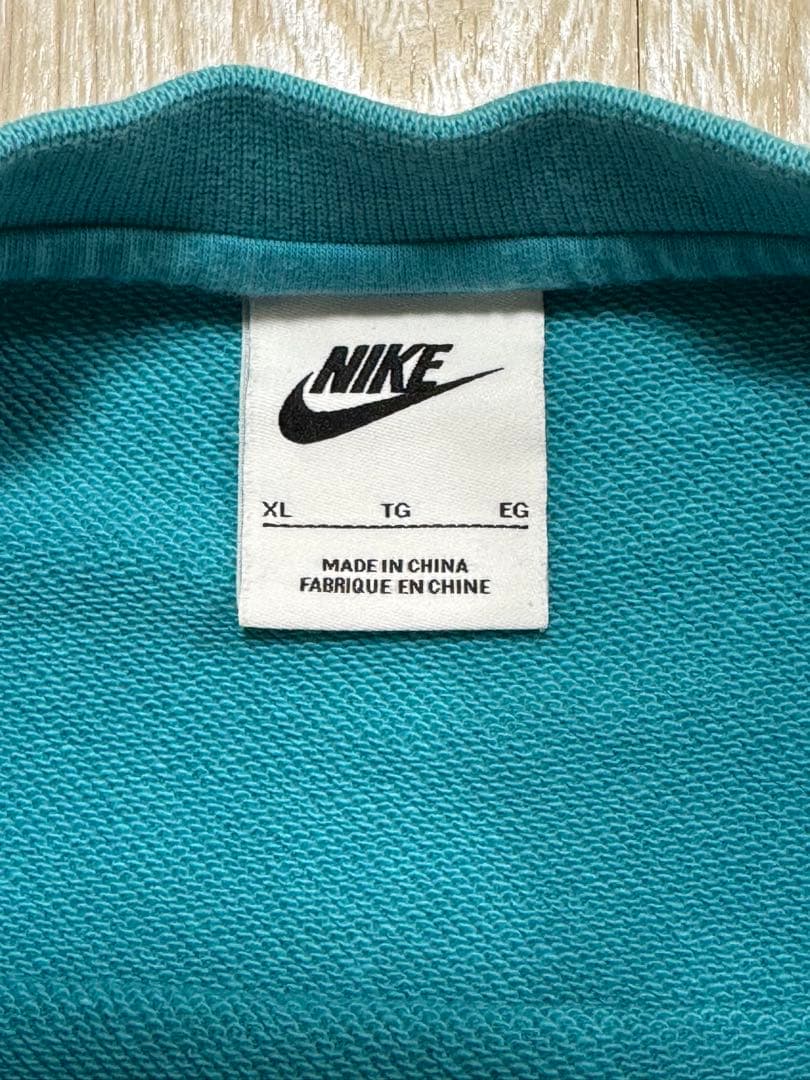 NIKE
XL TG EG
MADE IN CHINA
FABRIQUE EN CHINE